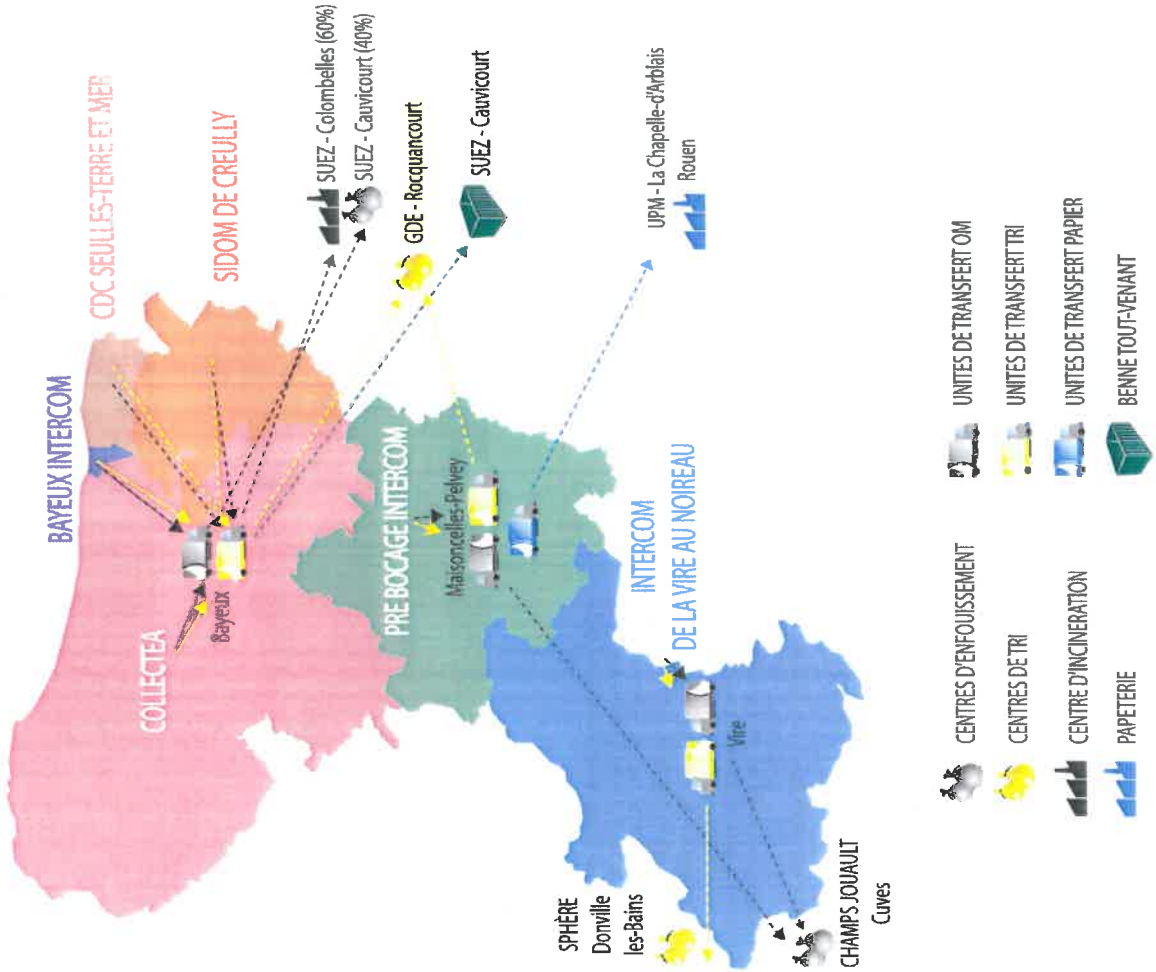 BAYEUX INTERCOM
CDC SEULLES-TERRE ET MER
SIDOM DE CREULLY
COLLECTEA
Bayeux
SUEZ - Colombelles (60%)
SUEZ - Cauvicourt (40%)
GDE - Rocquancourt
SUEZ - Cauvicourt
PRE BOCAGE INTERCOM
Maisoncelles-Pelvey
UPM - La Chapelle-d'Arblais
Rouen
INTERCOM
DE LA VIRE AU NOIREAU
Vire
SPHÈRE
Donville
les-Bains
CHAMPS JOUAULT
Cuves
CENTRES D'ENFOUISSEMENT
CENTRES DE TRI
CENTRE D'INCINERATION
PAPETERIE
UNITES DE TRANSFERT OM
UNITES DE TRANSFERT TRI
UNITES DE TRANSFERT PAPIER
BENNE TOUT-VENANT